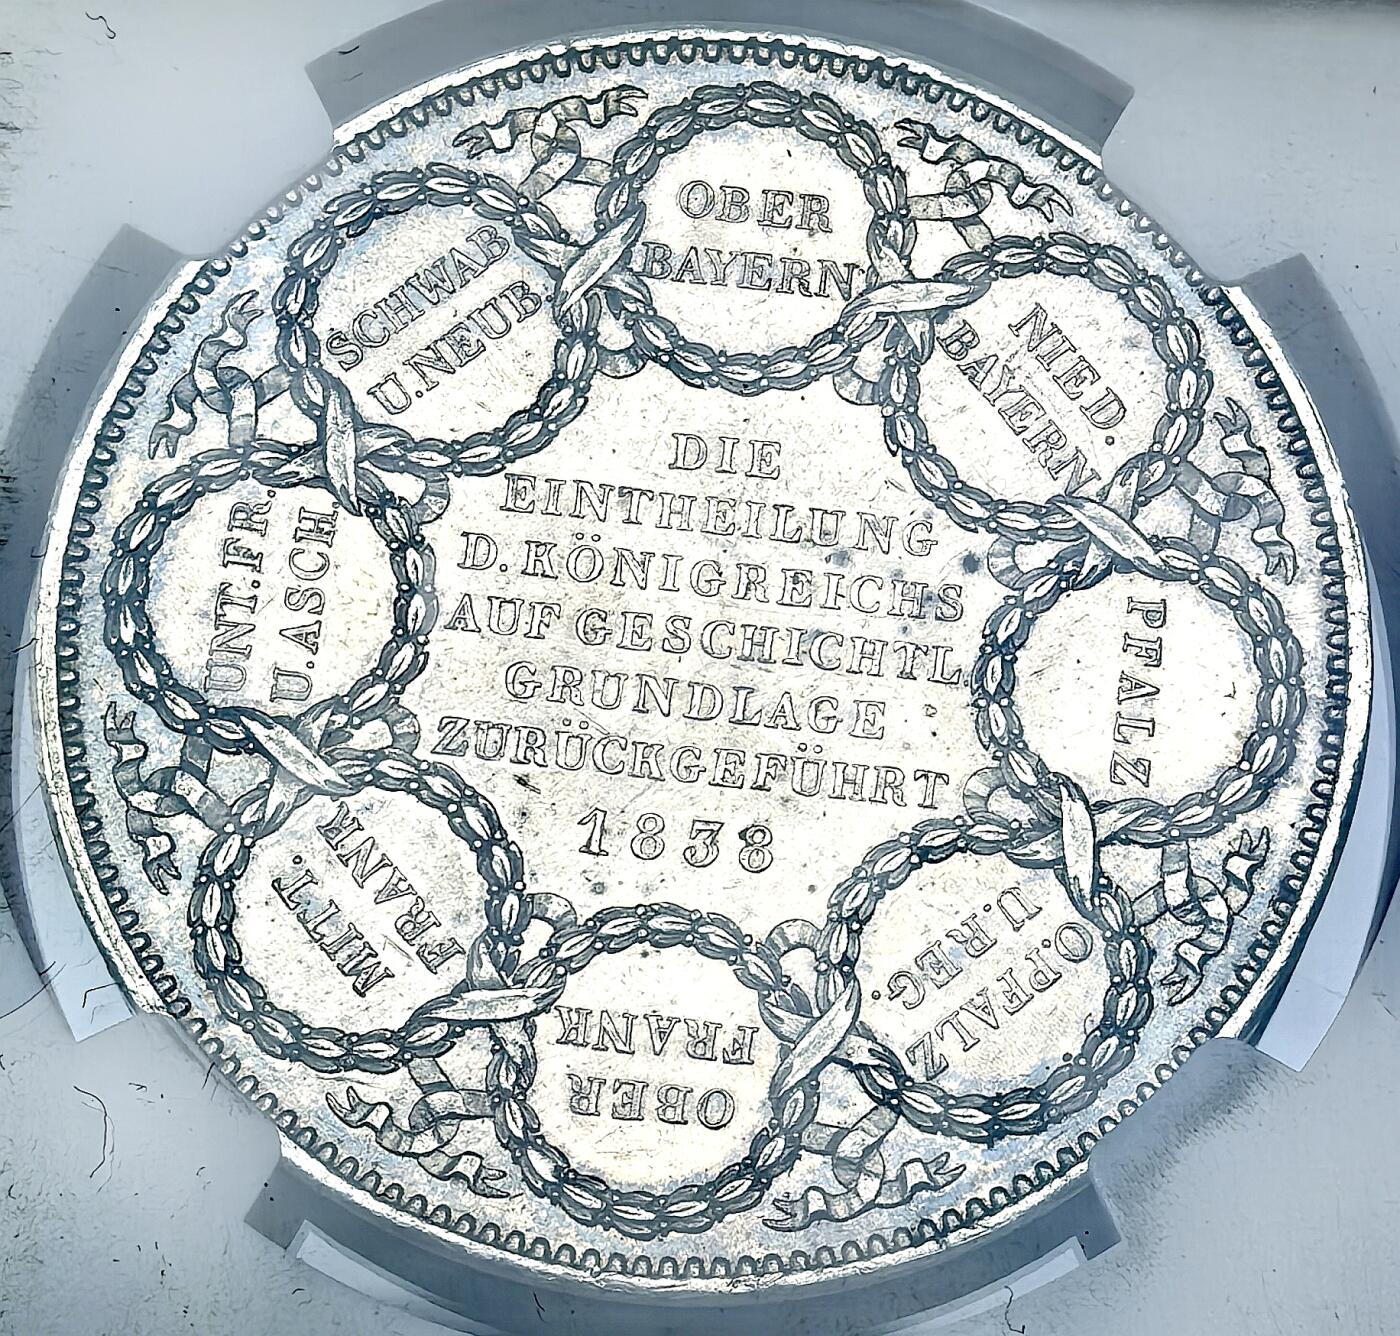 OBER
BAYERN
NIED.
BAYERN
PFALZ
O.PFALZ
U.REG.
OBER
FRANK
MITT.
FRANK
UNT.FR.
U.ASCH.
SCHWAB
U.NEUB.
DIE
EINTHEILUNG
D.KÖNIGREICHS
AUF GESCHICHTL.
GRUNDLAGE
ZURÜCKGEFÜHRT
1838